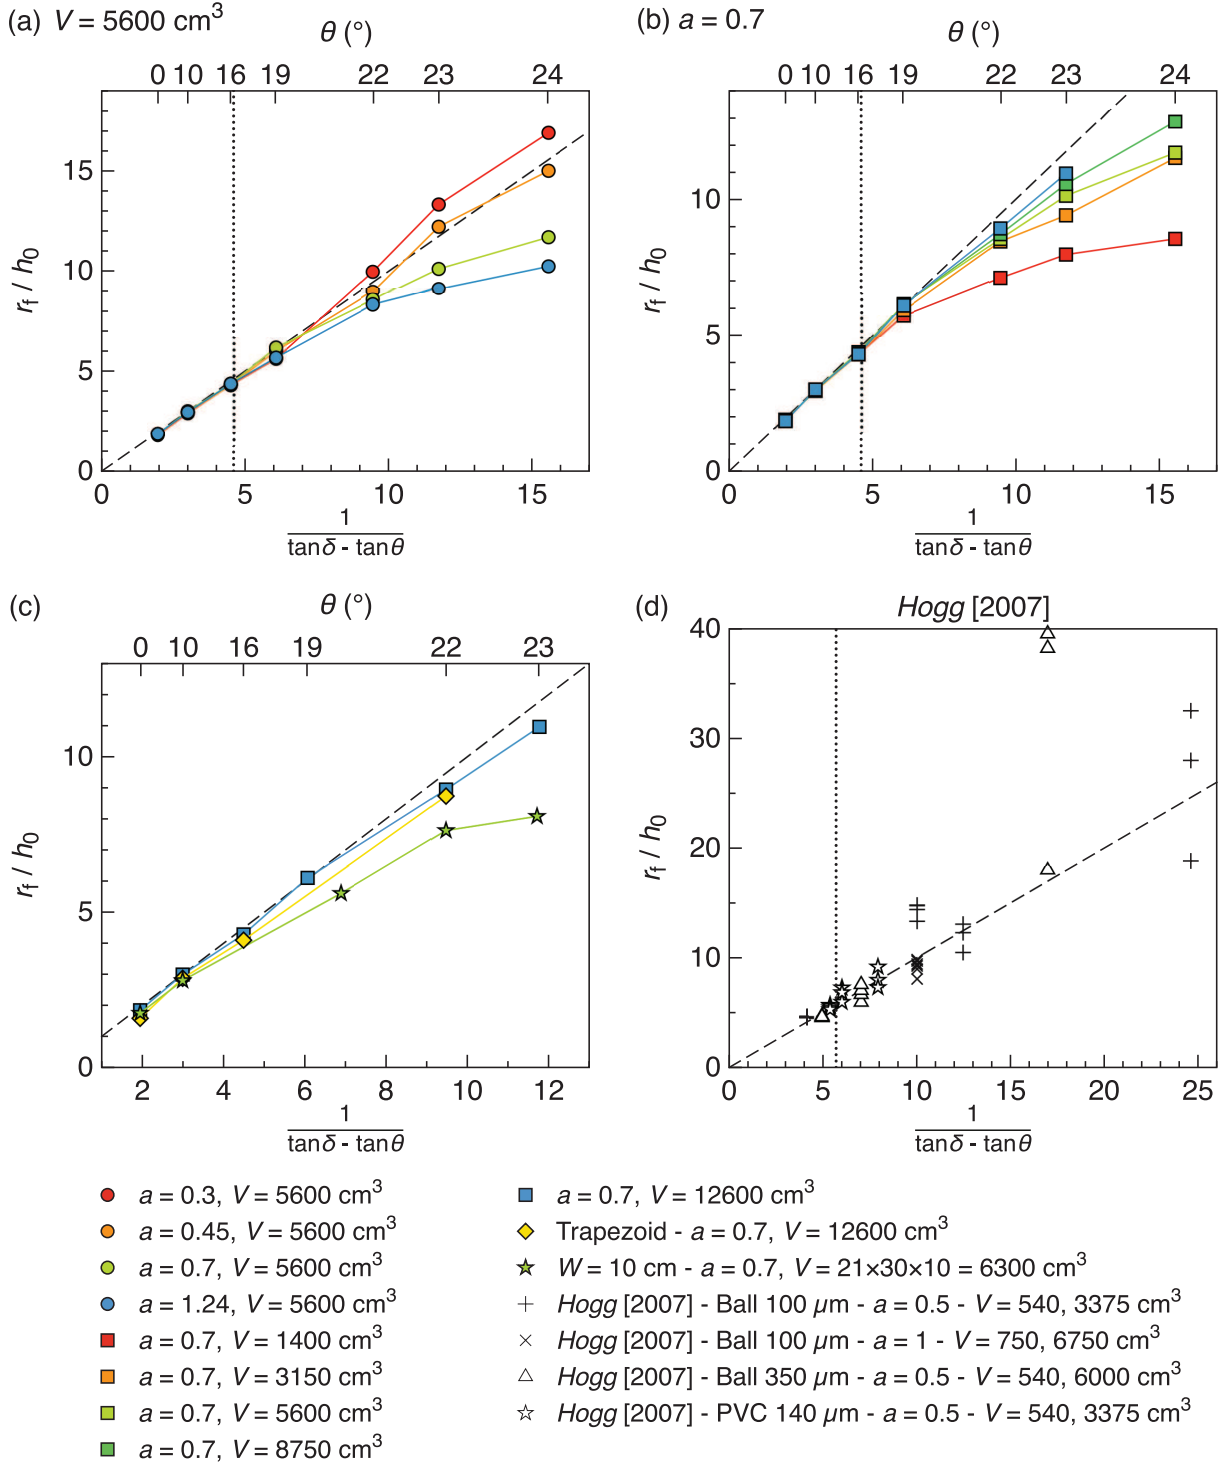 (a) V = 5600 cm³
θ (°)
0 10 16 19 22 23 24
15
10
5
0
r_f / h_0
0 5 10 15
1
tanδ - tanθ
(b) a = 0.7
θ (°)
0 10 16 19 22 23 24
10
5
0
r_f / h_0
0 5 10 15
1
tanδ - tanθ
(c)
θ (°)
0 10 16 19 22 23
10
5
0
r_f / h_0
2 4 6 8 10 12
1
tanδ - tanθ
(d) Hogg [2007]
40
30
20
10
0
r_f / h_0
0 5 10 15 20 25
1
tanδ - tanθ
a = 0.3, V = 5600 cm³
a = 0.45, V = 5600 cm³
a = 0.7, V = 5600 cm³
a = 1.24, V = 5600 cm³
a = 0.7, V = 1400 cm³
a = 0.7, V = 3150 cm³
a = 0.7, V = 5600 cm³
a = 0.7, V = 8750 cm³
a = 0.7, V = 12600 cm³
Trapezoid - a = 0.7, V = 12600 cm³
W = 10 cm - a = 0.7, V = 21×30×10 = 6300 cm³
Hogg [2007] - Ball 100 µm - a = 0.5 - V = 540, 3375 cm³
Hogg [2007] - Ball 100 µm - a = 1 - V = 750, 6750 cm³
Hogg [2007] - Ball 350 µm - a = 0.5 - V = 540, 6000 cm³
Hogg [2007] - PVC 140 µm - a = 0.5 - V = 540, 3375 cm³